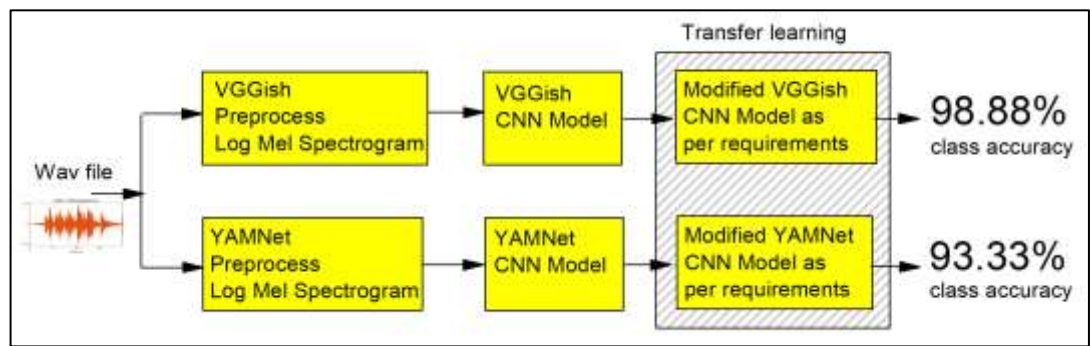 Transfer learning
VGGish
Preprocess
Log Mel Spectrogram
VGGish
CNN Model
Modified VGGish
CNN Model as
per requirements
98.88%
class accuracy
Wav file
YAMNet
Preprocess
Log Mel Spectrogram
YAMNet
CNN Model
Modified YAMNet
CNN Model as
per requirements
93.33%
class accuracy